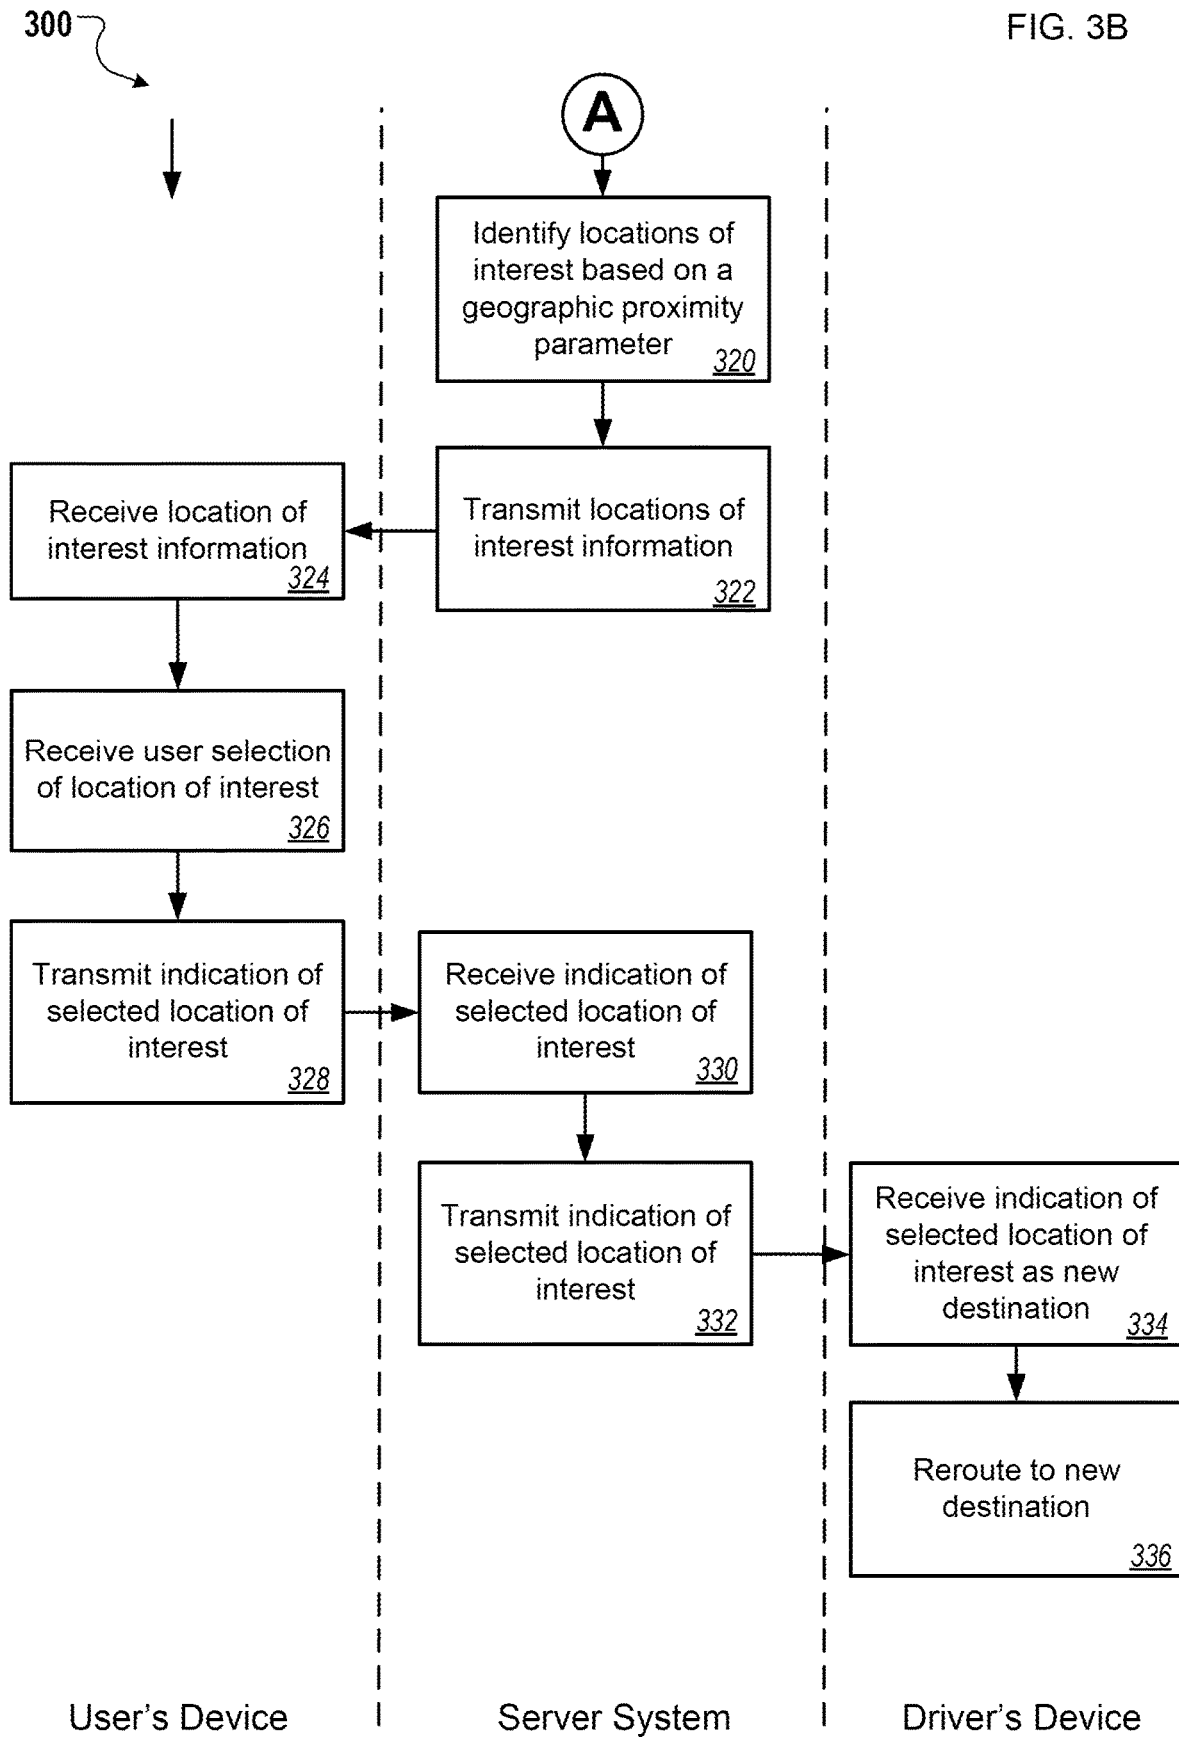 300
FIG. 3B
A
Identify locations of
interest based on a
geographic proximity
parameter
320
Transmit locations of
interest information
322
Receive location of
interest information
324
Receive user selection
of location of interest
326
Transmit indication of
selected location of
interest
328
Receive indication of
selected location of
interest
330
Transmit indication of
selected location of
interest
332
Receive indication of
selected location of
interest as new
destination
334
Reroute to new
destination
336
User's Device
Server System
Driver's Device